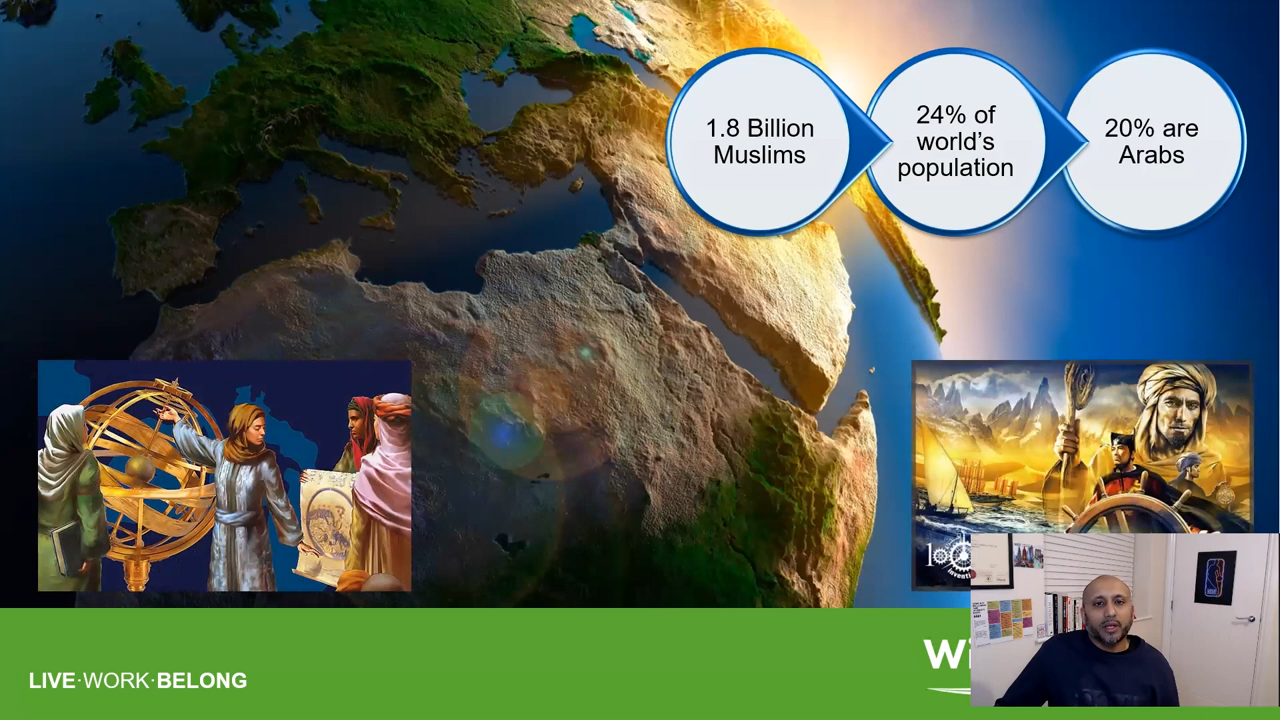 1.8 Billion
Muslims
24% of
world's
population
20% are
Arabs
LIVE·WORK·BELONG